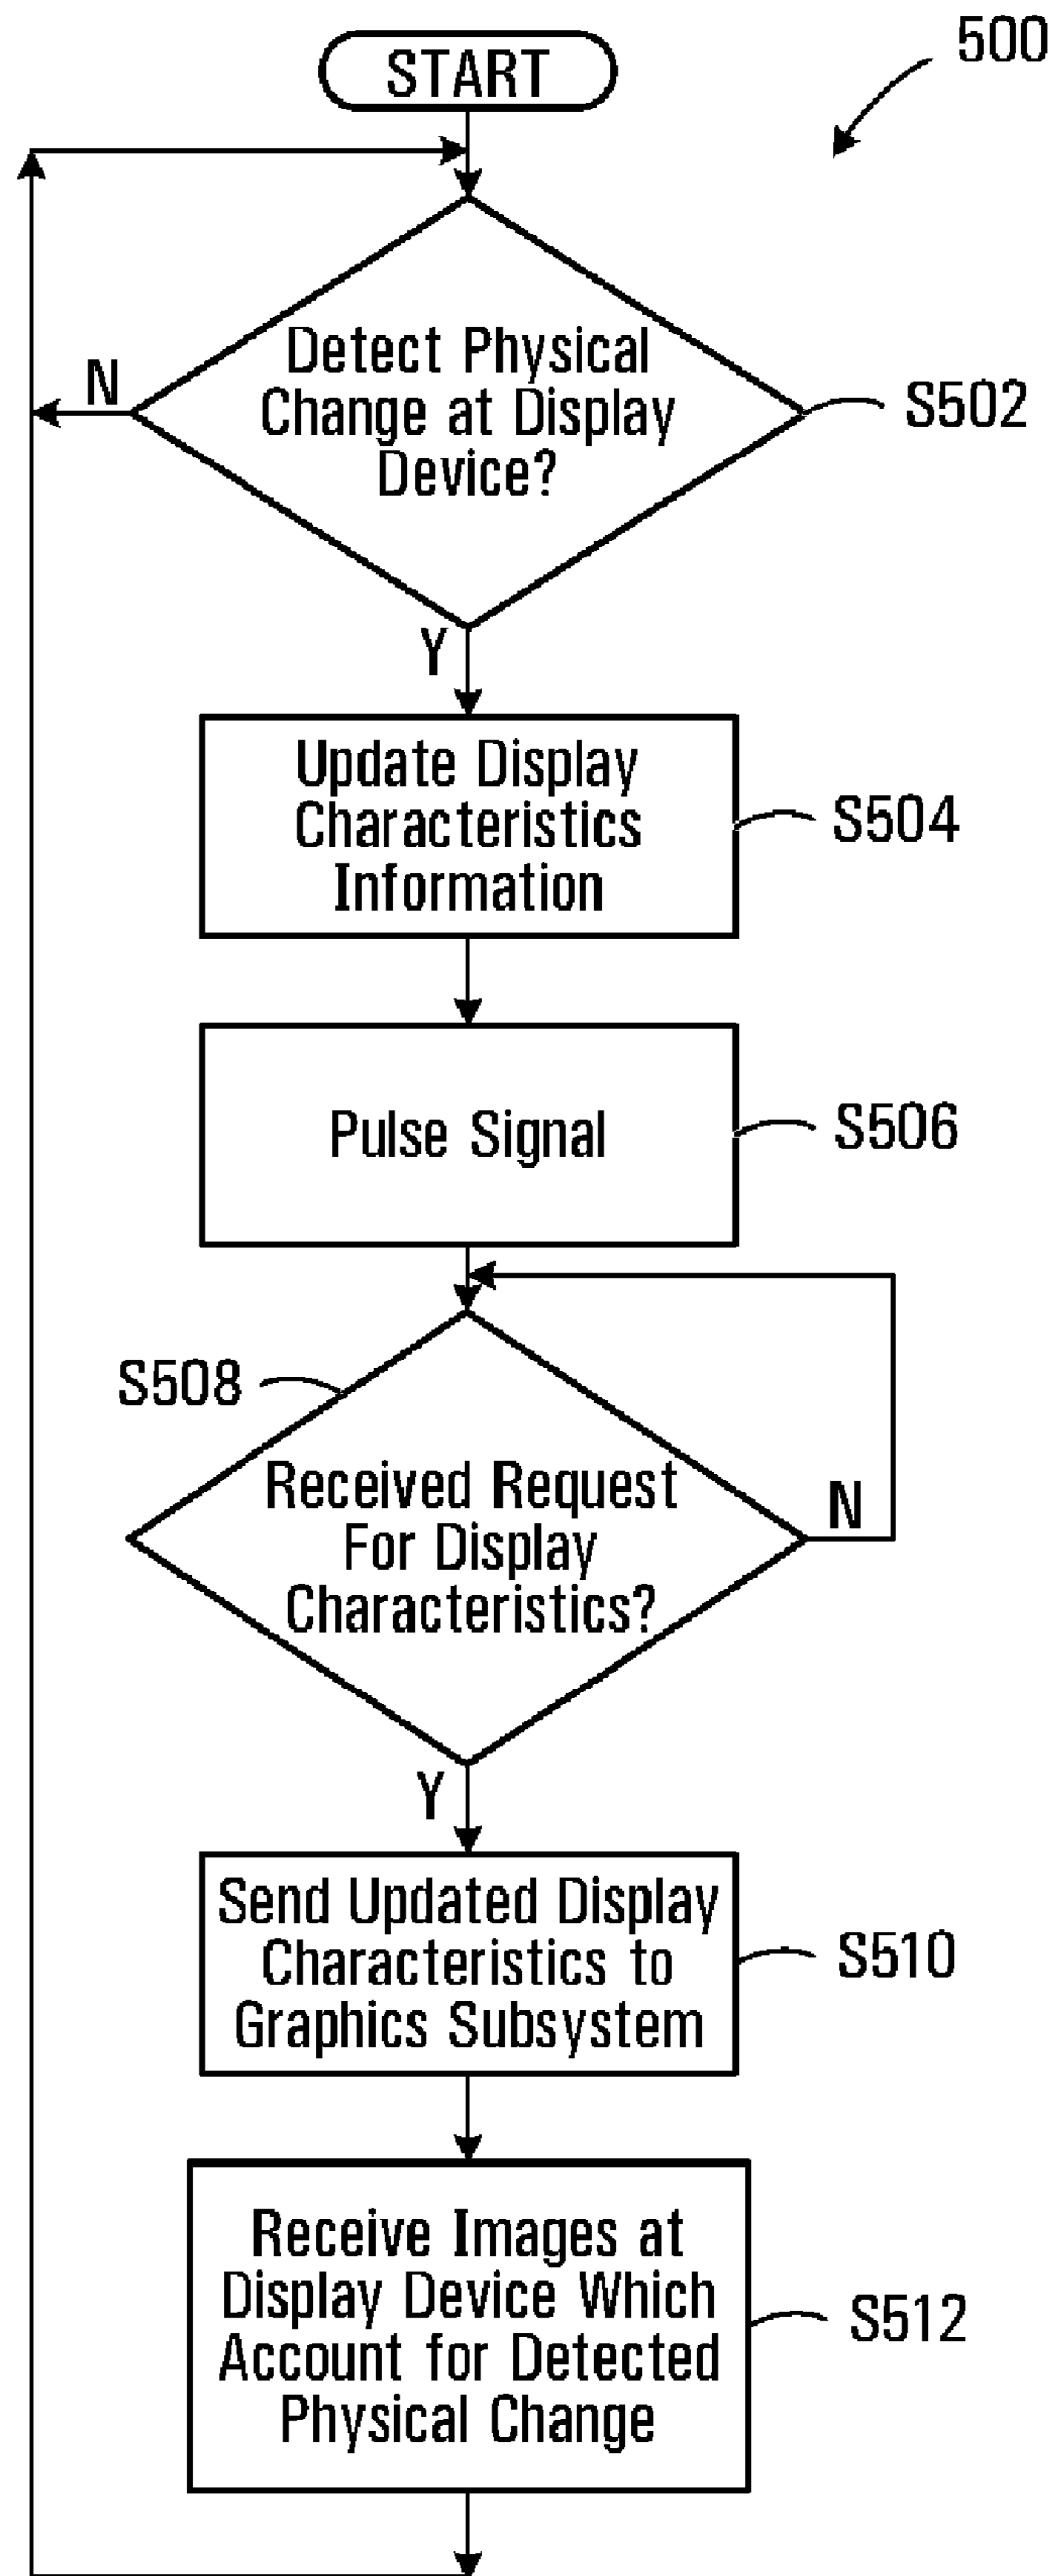 500
START
Detect Physical
Change at Display
Device?
N
S502
Y
Update Display
Characteristics
Information
S504
Pulse Signal
S506
S508
Received Request
For Display
Characteristics?
N
Y
Send Updated Display
Characteristics to
Graphics Subsystem
S510
Receive Images at
Display Device Which
Account for Detected
Physical Change
S512